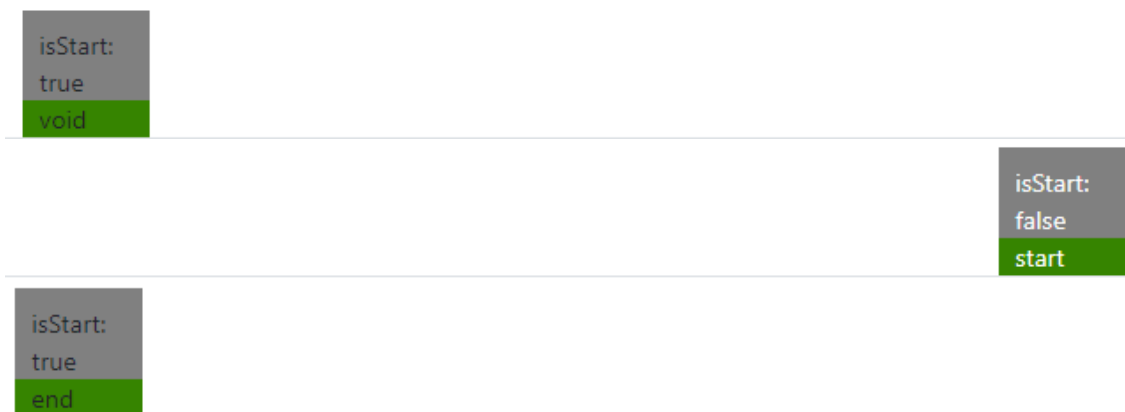 isStart:
true
void
isStart:
false
start
isStart:
true
end